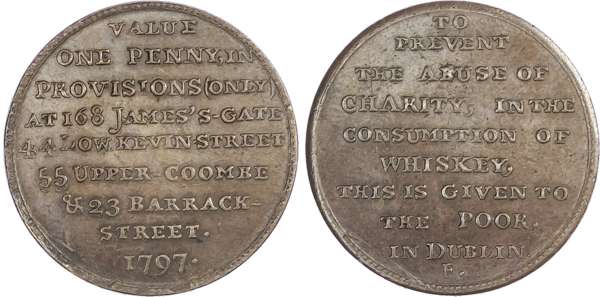 VALUE
ONE PENNY, IN
PROVISIONS (ONLY)
AT 168 JAMES'S-GATE
44 LOW KEVIN-STREET
55 UPPER-COOMBE
& 23 BARRACK-
STREET.
1797.
TO
PREVENT
THE ABUSE OF
CHARITY, IN THE
CONSUMPTION OF
WHISKEY,
THIS IS GIVEN TO
THE POOR.
IN DUBLIN
F.